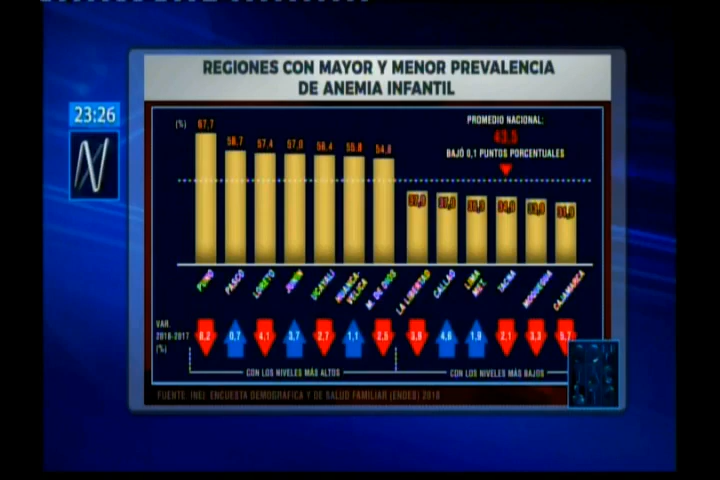 REGIONES CON MAYOR Y MENOR PREVALENCIA
DE ANEMIA INFANTIL
23:26
N
(%)
67,7
58,7
57,4
57,0
56,4
55,8
54,8
PROMEDIO NACIONAL:
43,5
BAJÓ 0,1 PUNTOS PORCENTUALES
37,0
PUNO
PASCO
LORETO
JUNÍN
UCAYALI
HUANCA-
VELICA
M. DE DIOS
LA LIBERTAD
CALLAO
LIMA
MET.
TACNA
MOQUEGUA
CAJAMARCA
VAR.
2018-2017
(%)
8,2
0,7
4,1
3,7
2,7
1,1
2,5
3,9
4,6
1,9
2,1
3,3
5,7
CON LOS NIVELES MÁS ALTOS
CON LOS NIVELES MÁS BAJOS
FUENTE: INEI: ENCUESTA DEMOGRÁFICA Y DE SALUD FAMILIAR (ENDES) 2018